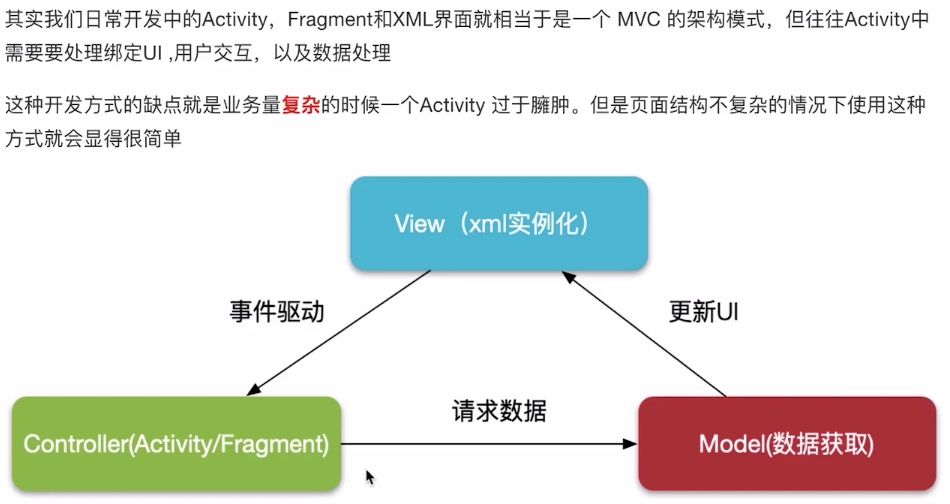 其实我们日常开发中的Activity，Fragment和XML界面就相当于是一个 MVC 的架构模式，但往往Activity中
需要要处理绑定UI ,用户交互，以及数据处理
这种开发方式的缺点就是业务量复杂的时候一个Activity 过于臃肿。但是页面结构不复杂的情况下使用这种
方式就会显得很简单
View（xml实例化）
事件驱动
更新UI
请求数据
Controller(Activity/Fragment)
Model(数据获取)